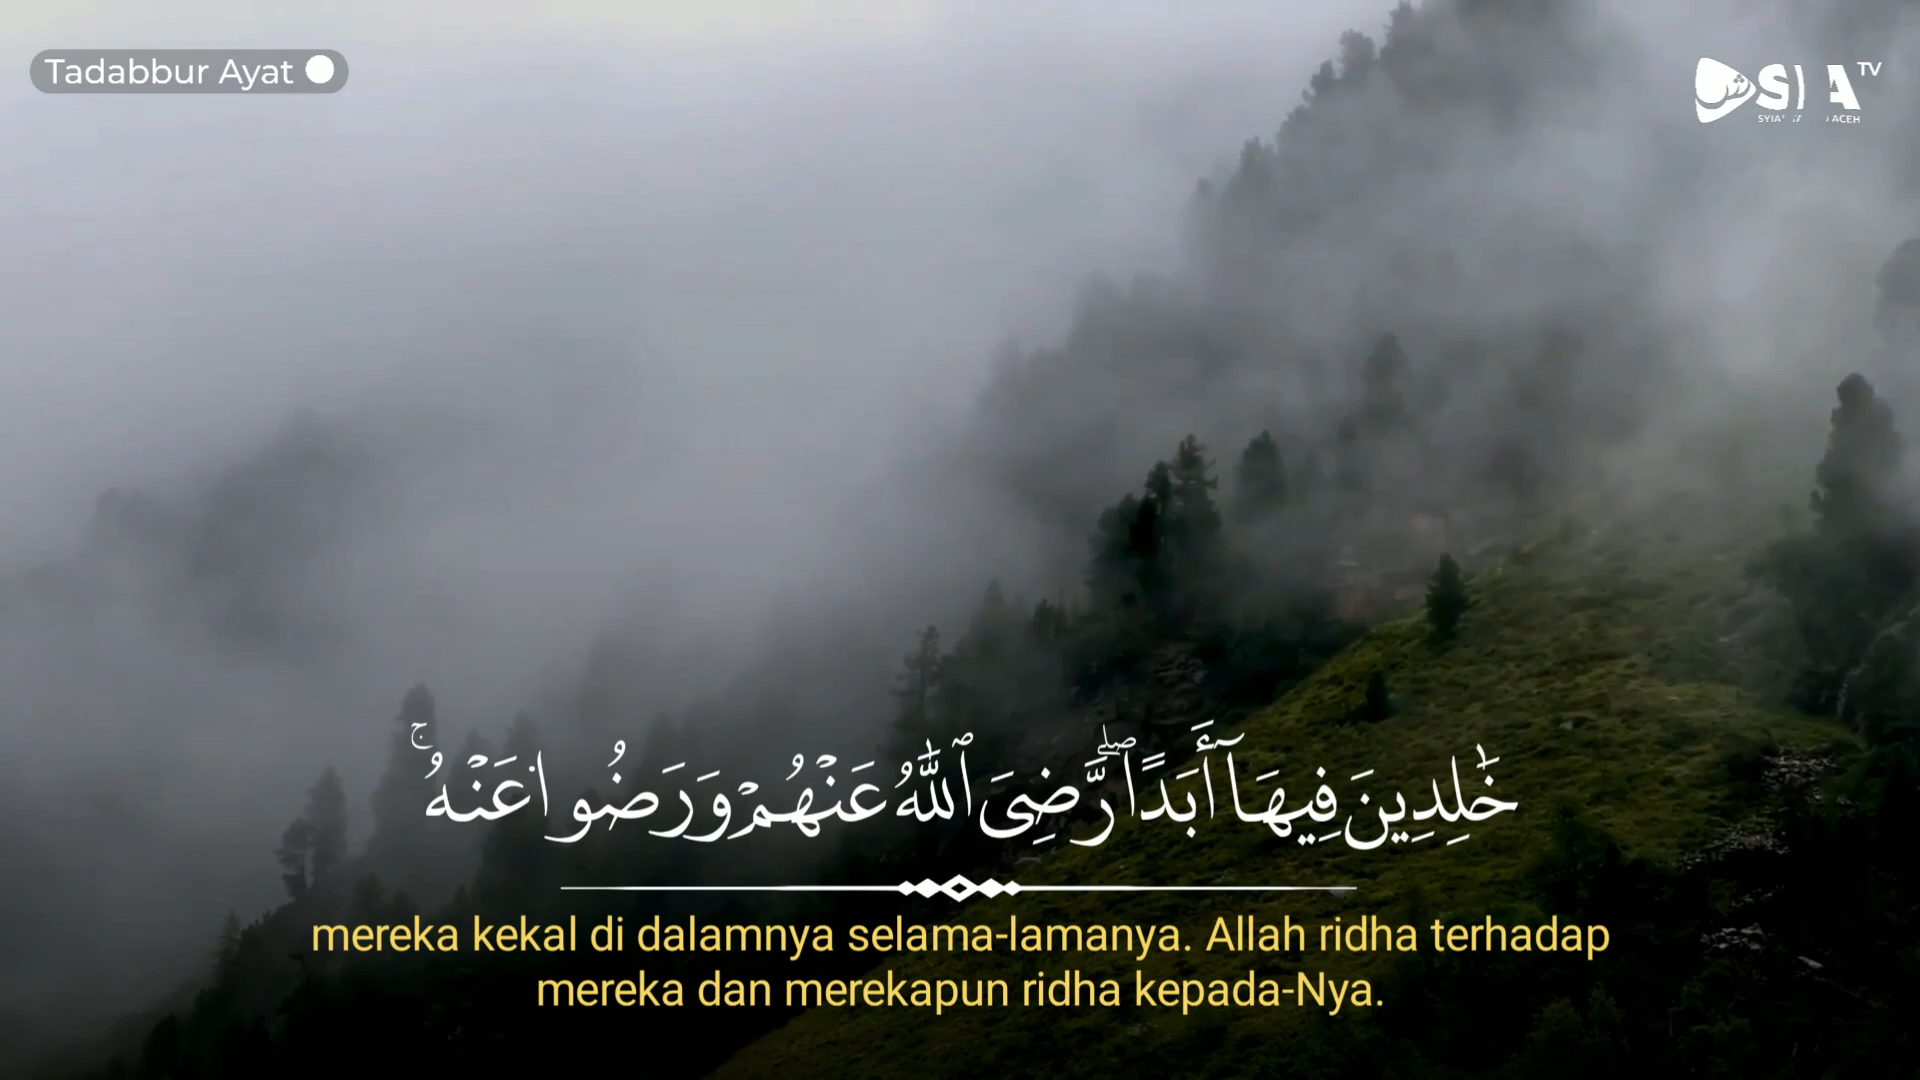 Tadabbur Ayat
TV
ACEH
خَٰلِدِينَ فِيهَآ أَبَدًا ۖ رَّضِىَ ٱللَّهُ عَنْهُمْ وَرَضُوا۟ عَنْهُ ۚ
mereka kekal di dalamnya selama-lamanya. Allah ridha terhadap
mereka dan merekapun ridha kepada-Nya.